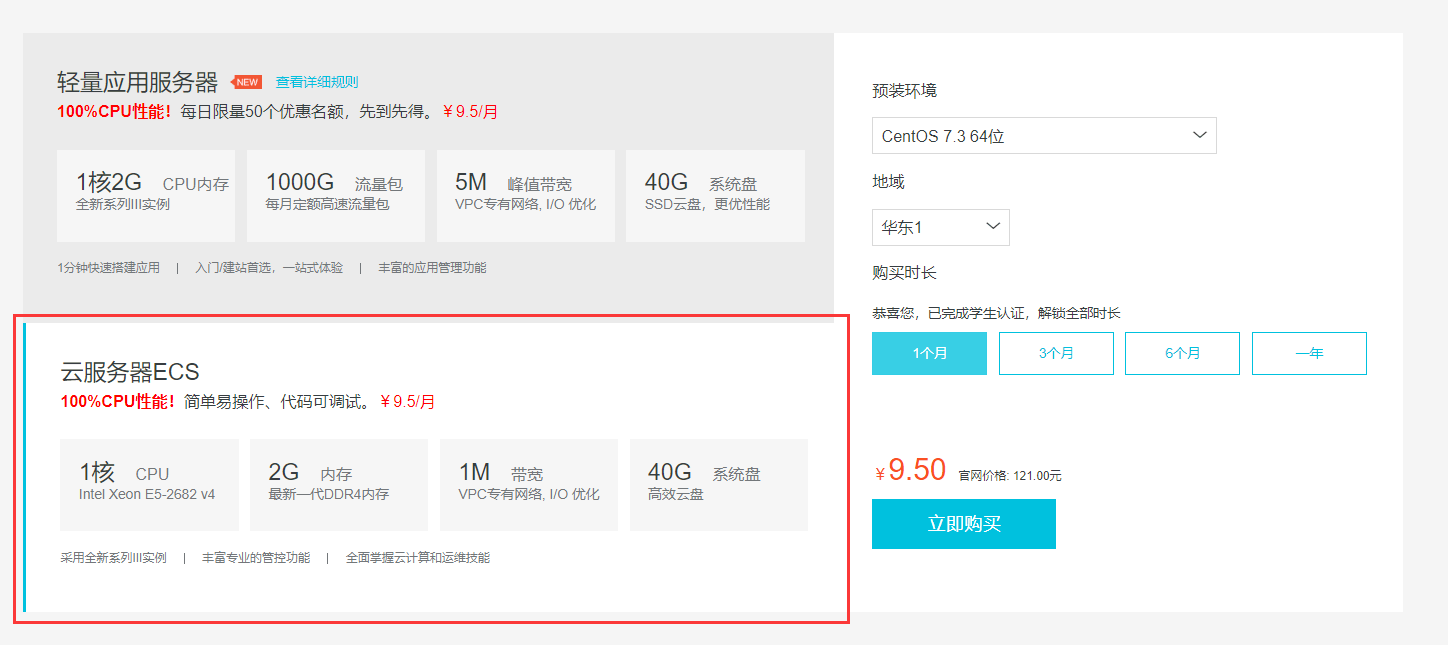 轻量应用服务器 NEW 查看详细规则
100%CPU性能！每日限量50个优惠名额，先到先得。￥9.5/月
1核2G CPU内存
全新系列III实例
1000G 流量包
每月定额高速流量包
5M 峰值带宽
VPC专有网络, I/O 优化
40G 系统盘
SSD云盘，更优性能
1分钟快速搭建应用 | 入门/建站首选，一站式体验 | 丰富的应用管理功能
云服务器ECS
100%CPU性能！简单易操作、代码可调试。￥9.5/月
1核 CPU
Intel Xeon E5-2682 v4
2G 内存
最新一代DDR4内存
1M 带宽
VPC专有网络, I/O 优化
40G 系统盘
高效云盘
采用全新系列III实例 | 丰富专业的管控功能 | 全面掌握云计算和运维技能
预装环境
CentOS 7.3 64位
地域
华东1
购买时长
恭喜您，已完成学生认证，解锁全部时长
1个月 3个月 6个月 一年
￥9.50 官网价格: 121.00元
立即购买